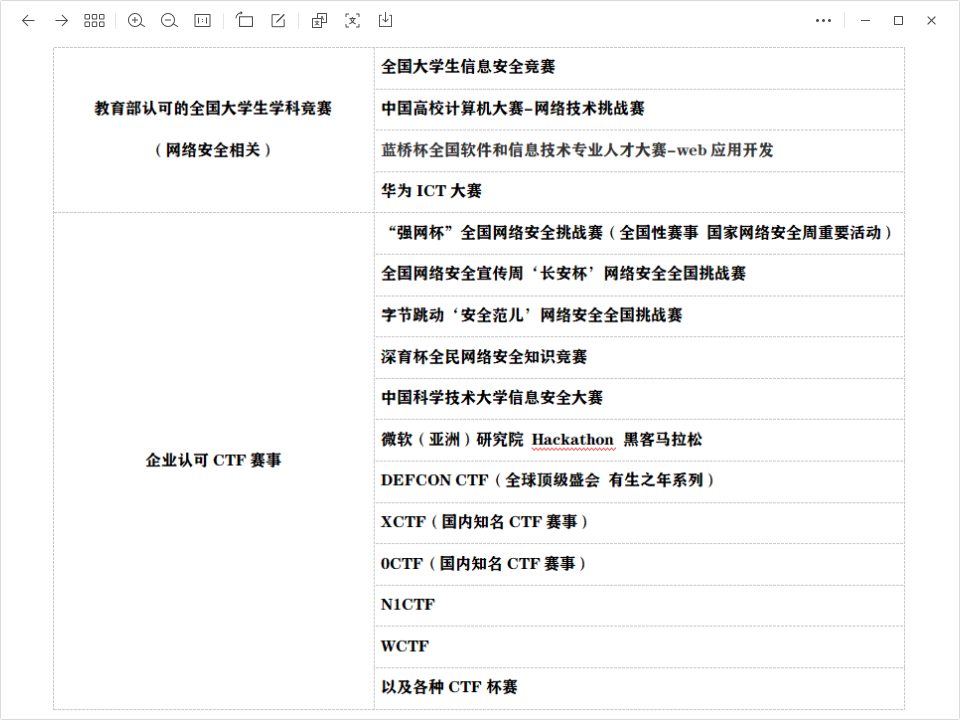 全国大学生信息安全竞赛
教育部认可的全国大学生学科竞赛
中国高校计算机大赛-网络技术挑战赛
（网络安全相关）
蓝桥杯全国软件和信息技术专业人才大赛-web 应用开发
华为 ICT 大赛
“强网杯”全国网络安全挑战赛（全国性赛事 国家网络安全周重要活动）
全国网络安全宣传周‘长安杯’网络安全全国挑战赛
字节跳动‘安全范儿’网络安全全国挑战赛
深育杯全民网络安全知识竞赛
中国科学技术大学信息安全大赛
微软（亚洲）研究院 Hackathon 黑客马拉松
企业认可 CTF 赛事
DEFCON CTF（全球顶级盛会 有生之年系列）
XCTF（国内知名 CTF 赛事）
0CTF（国内知名 CTF 赛事）
N1CTF
WCTF
以及各种 CTF 杯赛